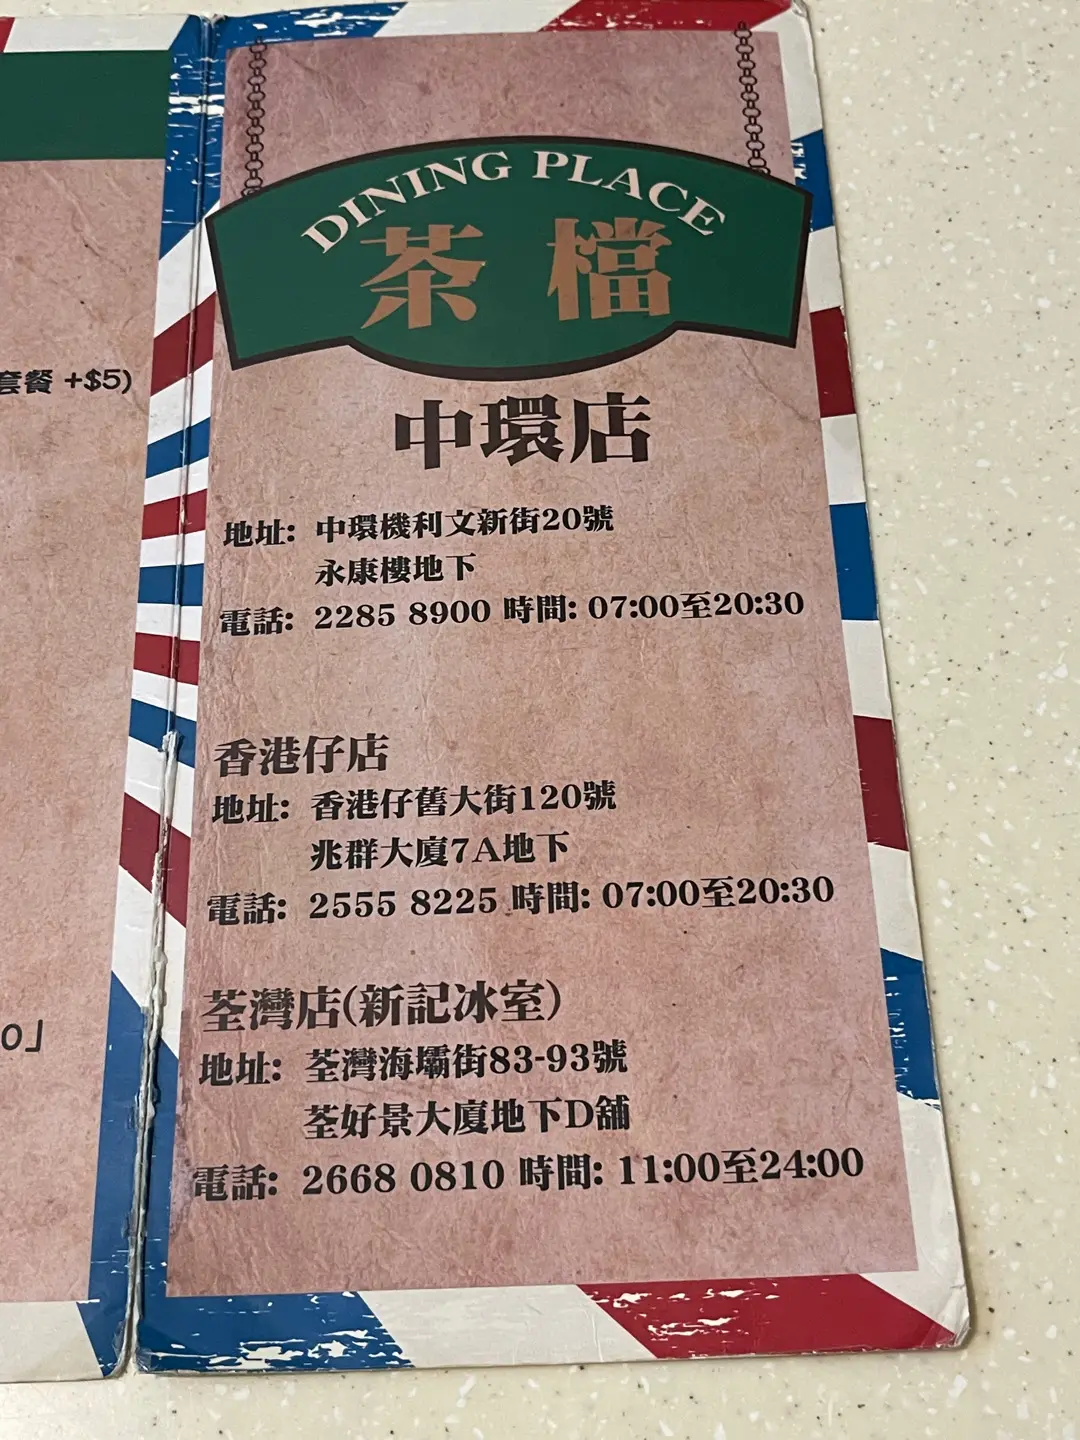 套餐 +$5)
DINING PLACE
茶檔
中環店
地址: 中環機利文新街20號
永康樓地下
電話: 2285 8900 時間: 07:00至20:30
香港仔店
地址: 香港仔舊大街120號
兆群大廈7A地下
電話: 2555 8225 時間: 07:00至20:30
荃灣店(新記冰室)
地址: 荃灣海壩街83-93號
荃好景大廈地下D舖
電話: 2668 0810 時間: 11:00至24:00